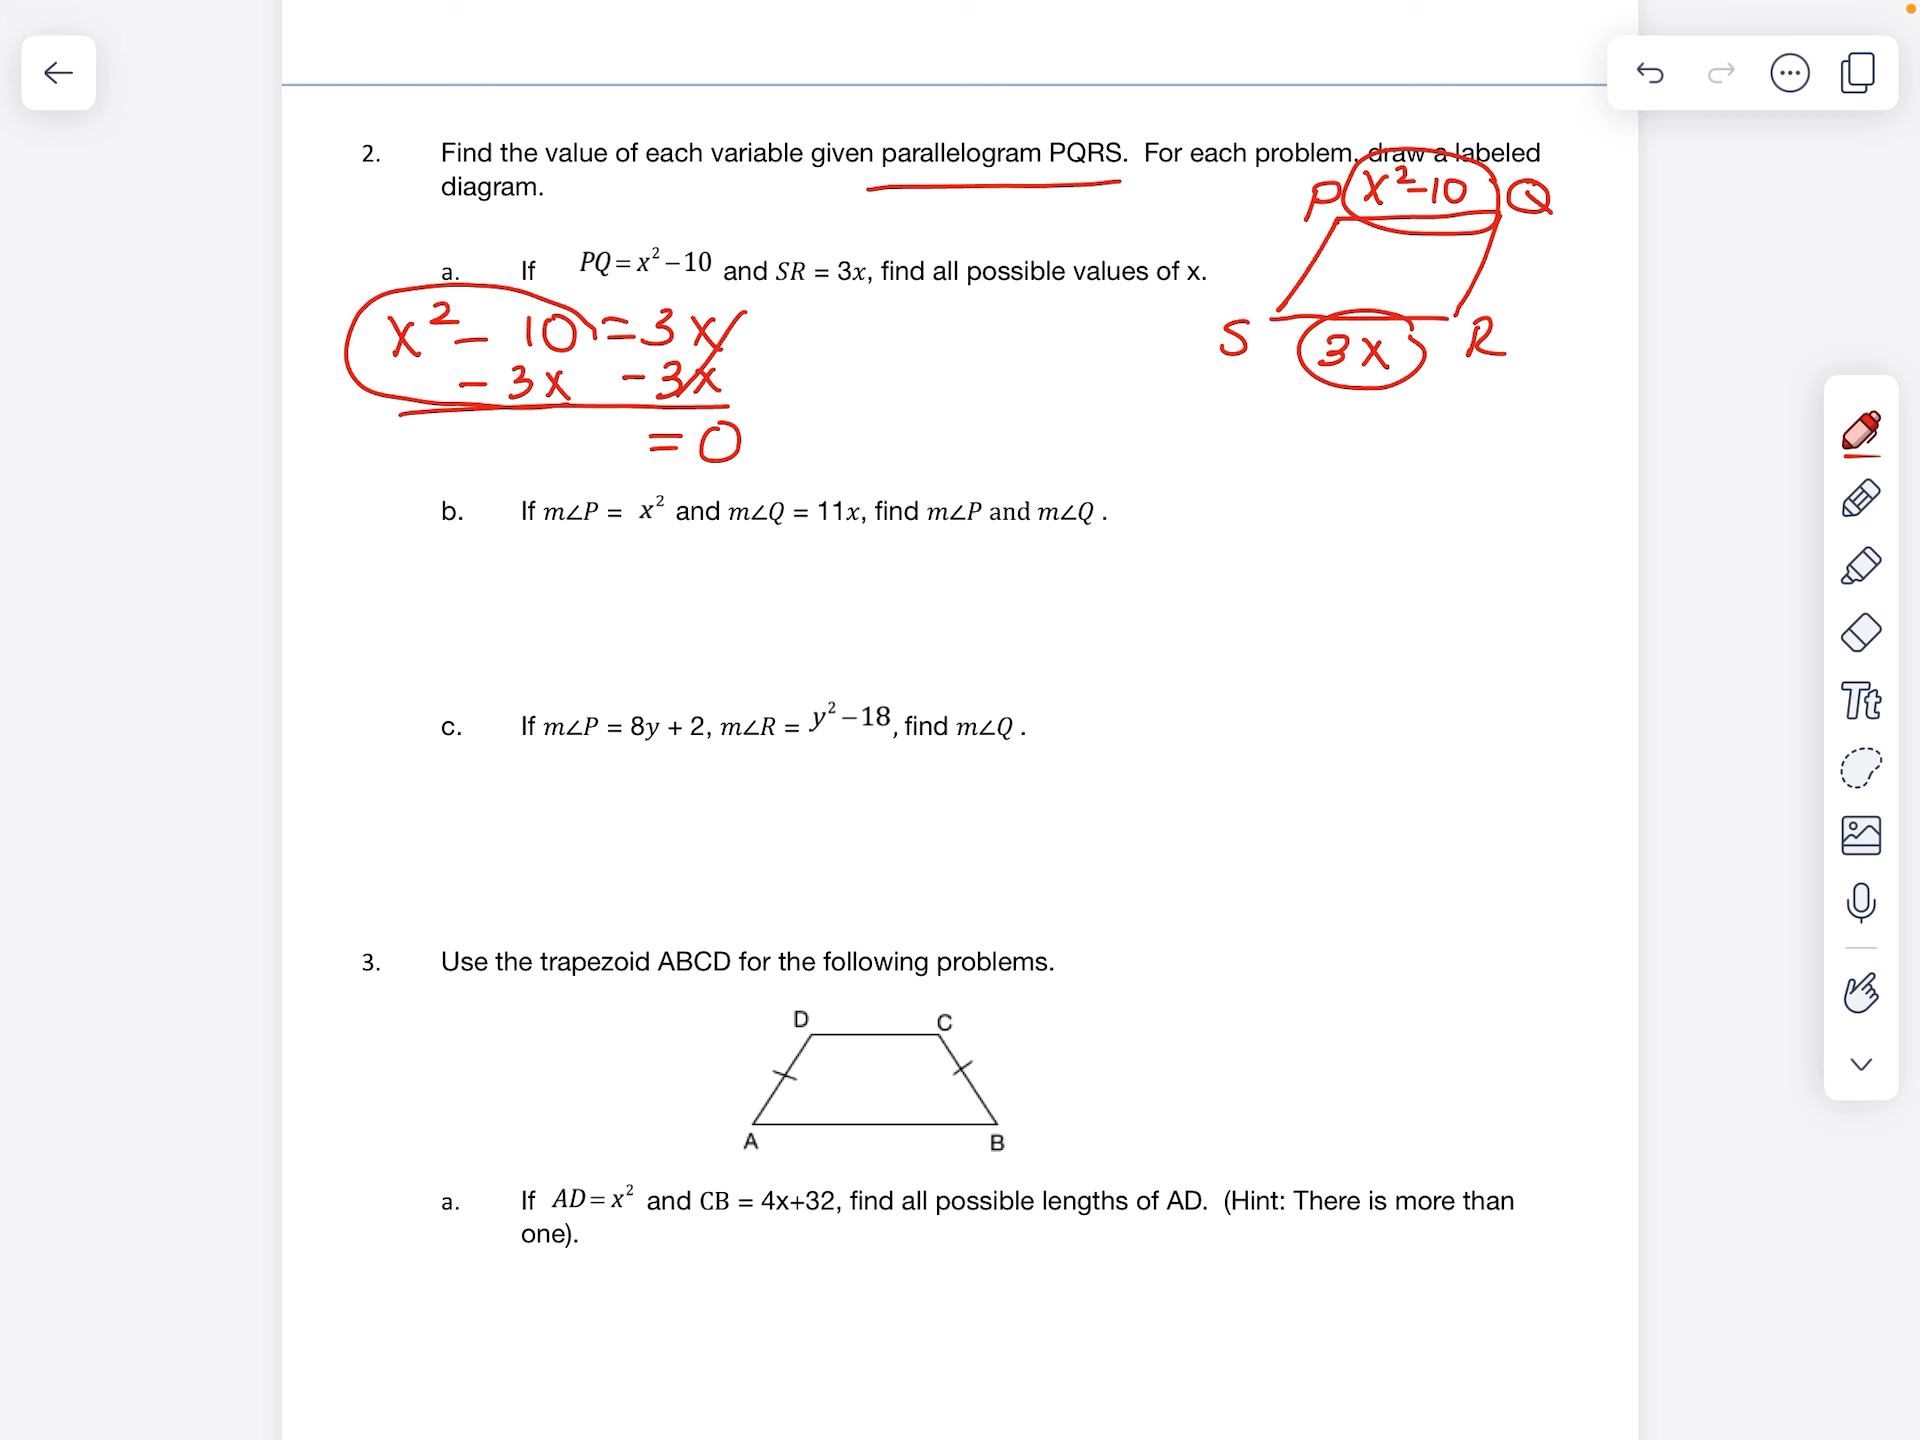 2. Find the value of each variable given parallelogram PQRS. For each problem, draw a labeled
diagram.
P x²-10 Q
a. If PQ=x²-10 and SR = 3x, find all possible values of x.
x² - 10 = 3x
S 3x R
- 3x - 3x
= 0
b. If m∠P = x² and m∠Q = 11x, find m∠P and m∠Q .
c. If m∠P = 8y + 2, m∠R = y²-18, find m∠Q .
3. Use the trapezoid ABCD for the following problems.
D C
A B
a. If AD=x² and CB = 4x+32, find all possible lengths of AD. (Hint: There is more than
one).
Tt